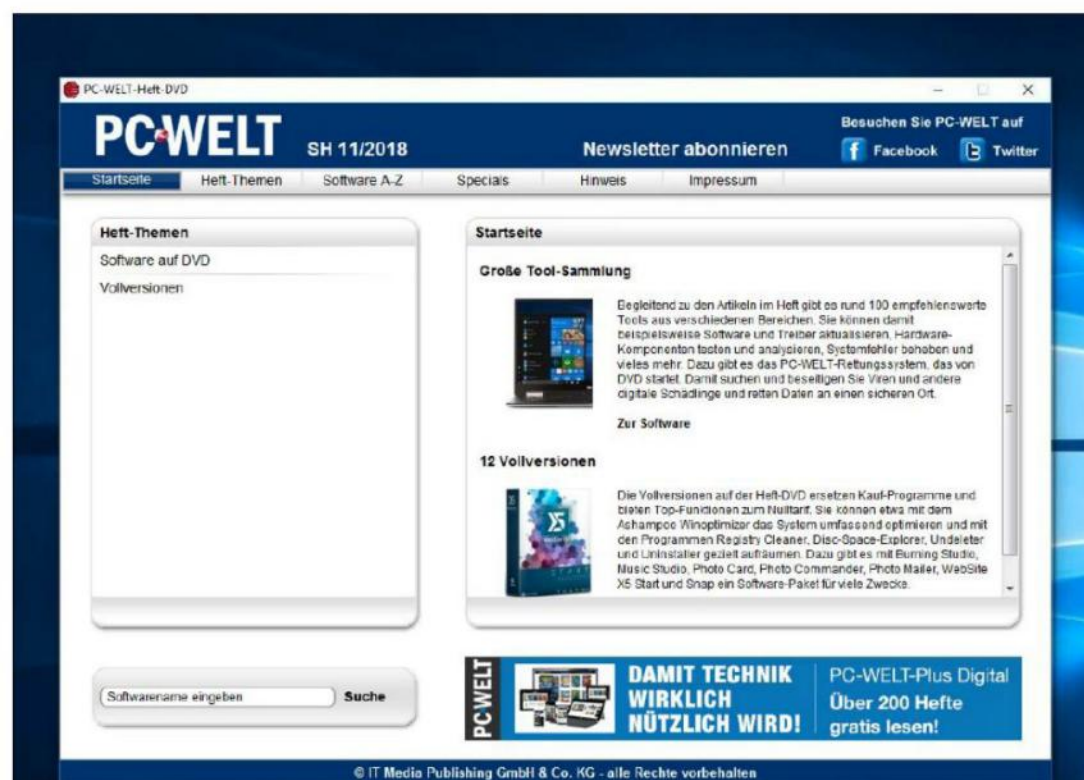 PC-WELT-Heft-DVD
PC WELT
SH 11/2018
Newsletter abonnieren
Besuchen Sie PC-WELT auf
Facebook
Twitter
Startseite
Heft-Themen
Software A-Z
Specials
Hinweis
Impressum
Heft-Themen
Software auf DVD
Vollversionen
Startseite
Große Tool-Sammlung
Begleitend zu den Artikeln im Heft gibt es rund 100 empfehlenswerte
Tools aus verschiedenen Bereichen. Sie können damit
beispielsweise Software und Treiber aktualisieren, Hardware-
Komponenten testen und analysieren, Systemfehler beheben und
vieles mehr. Dazu gibt es das PC-WELT-Rettungssystem, das von
DVD startet. Damit suchen und beseitigen Sie Viren und andere
digitale Schädlinge und retten Daten an einen sicheren Ort.
Zur Software
12 Vollversionen
X5
Die Vollversionen auf der Heft-DVD ersetzen Kauf-Programme und
bieten Top-Funktionen zum Nulltarif. Sie können etwa mit dem
Ashampoo Winoptimizer das System umfassend optimieren und mit
den Programmen Registry Cleaner, Disc-Space-Explorer, Undeleter
und Uninstaller gezielt aufräumen. Dazu gibt es mit Burning Studio,
Music Studio, Photo Card, Photo Commander, Photo Mailer, WebSite
X5 Start und Snap ein Software-Paket für viele Zwecke.
Softwarename eingeben
Suche
PC WELT
DAMIT TECHNIK
WIRKLICH
NÜTZLICH WIRD!
PC-WELT-Plus Digital
Über 200 Hefte
gratis lesen!
© IT Media Publishing GmbH & Co. KG - alle Rechte vorbehalten